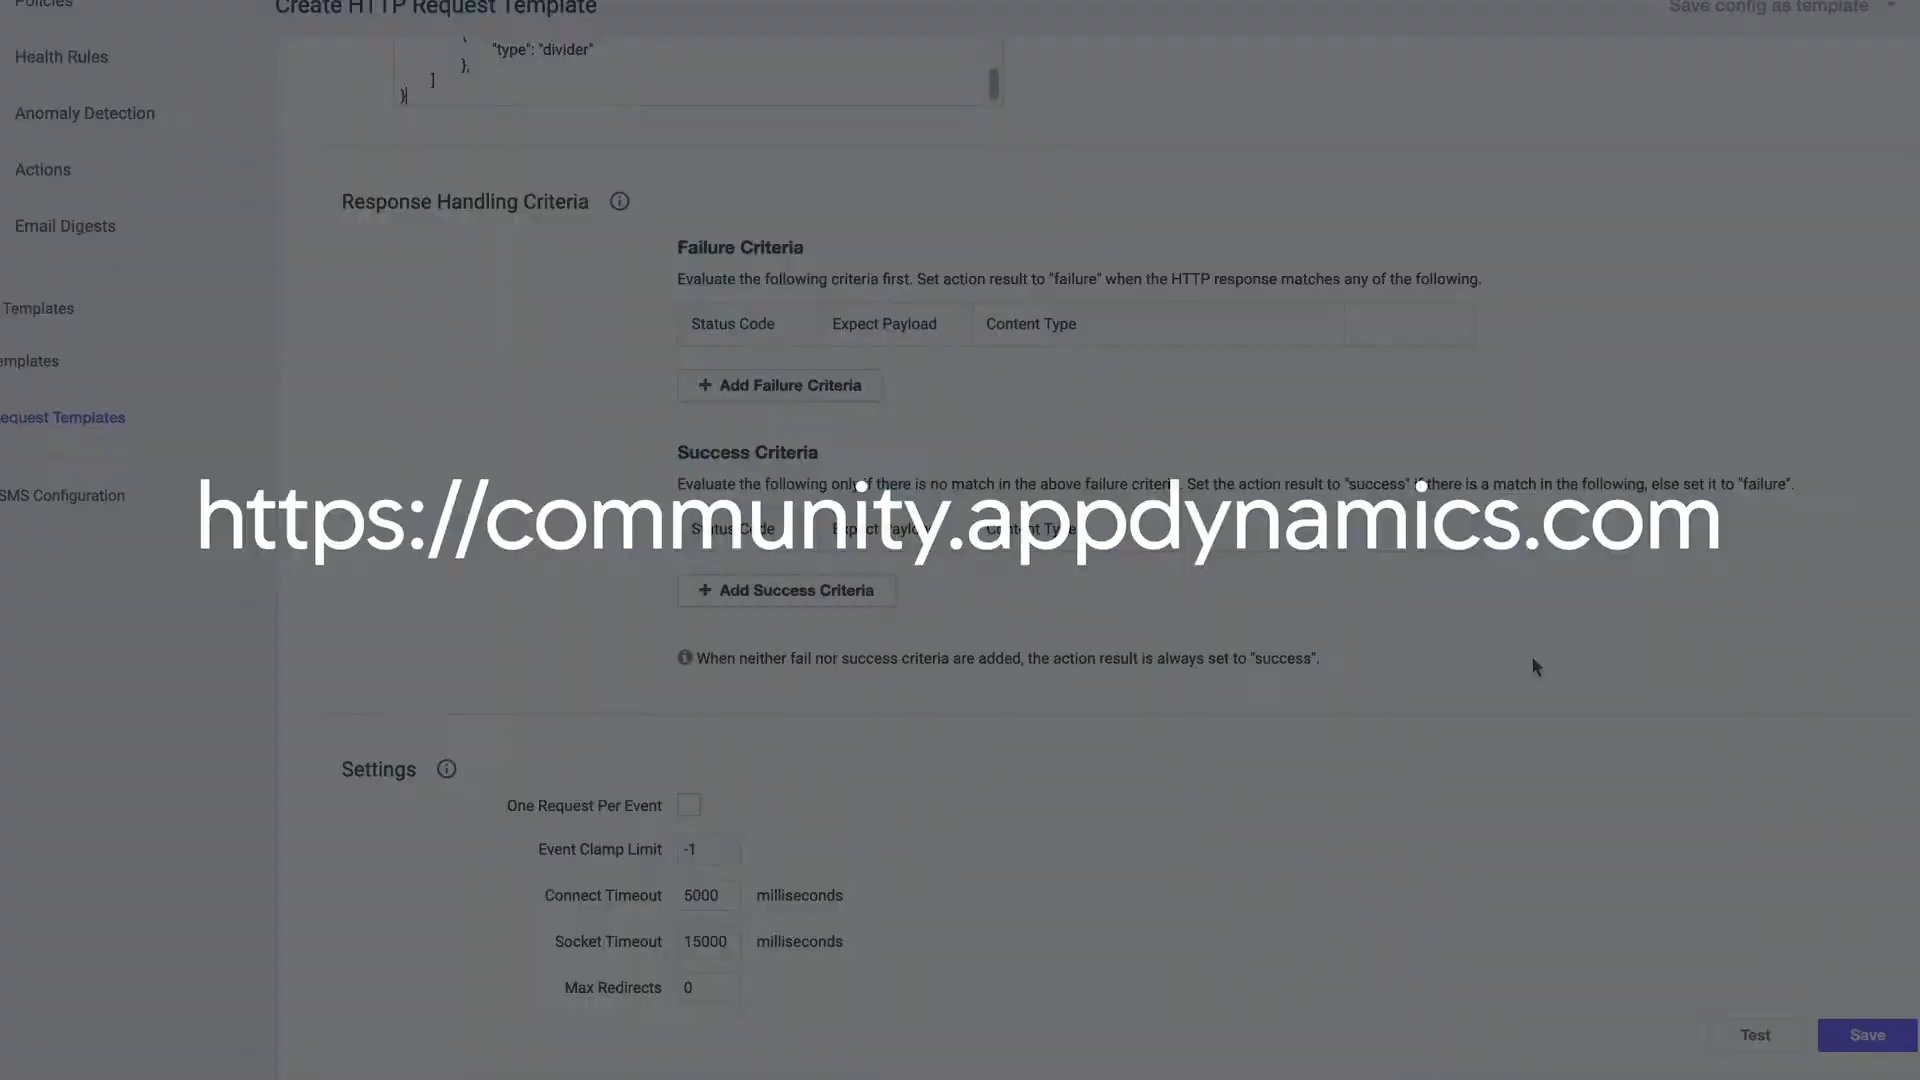 Policies
Create HTTP Request Template
Save config as template
Health Rules
Anomaly Detection
Actions
Email Digests
Templates
emplates
equest Templates
SMS Configuration
"type": "divider"
},
]
}
Response Handling Criteria
Failure Criteria
Evaluate the following criteria first. Set action result to "failure" when the HTTP response matches any of the following.
Status Code Expect Payload Content Type
+ Add Failure Criteria
Success Criteria
Evaluate the following only if there is no match in the above failure criteria. Set the action result to "success" if there is a match in the following, else set it to "failure".
https://community.appdynamics.com
Status Code Expect Payload Content Type
+ Add Success Criteria
When neither fail nor success criteria are added, the action result is always set to "success".
Settings
One Request Per Event
Event Clamp Limit -1
Connect Timeout 5000 milliseconds
Socket Timeout 15000 milliseconds
Max Redirects 0
Test Save